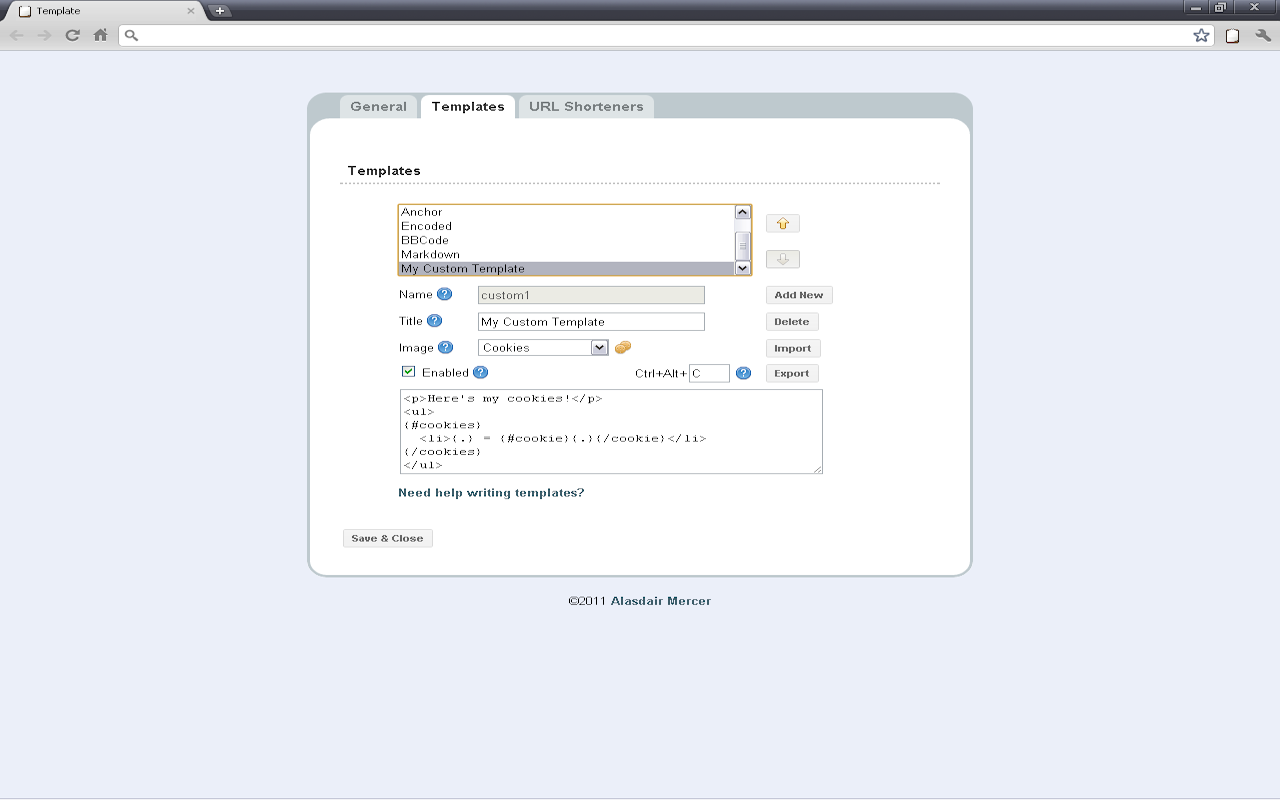 Template
General Templates URL Shorteners
Templates
Anchor
Encoded
BBCode
Markdown
My Custom Template
Name custom1 Add New
Title My Custom Template Delete
Image Cookies Import
Enabled Ctrl+Alt+ C Export
<p>Here's my cookies!</p>
<ul>
{#cookies}
  <li>{.} = {#cookie}{.}{/cookie}</li>
{/cookies}
</ul>
Need help writing templates?
Save & Close
©2011 Alasdair Mercer